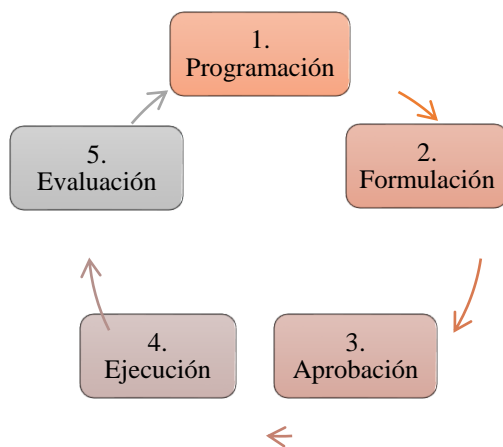 1.
Programación
2.
Formulación
3.
Aprobación
4.
Ejecución
5.
Evaluación